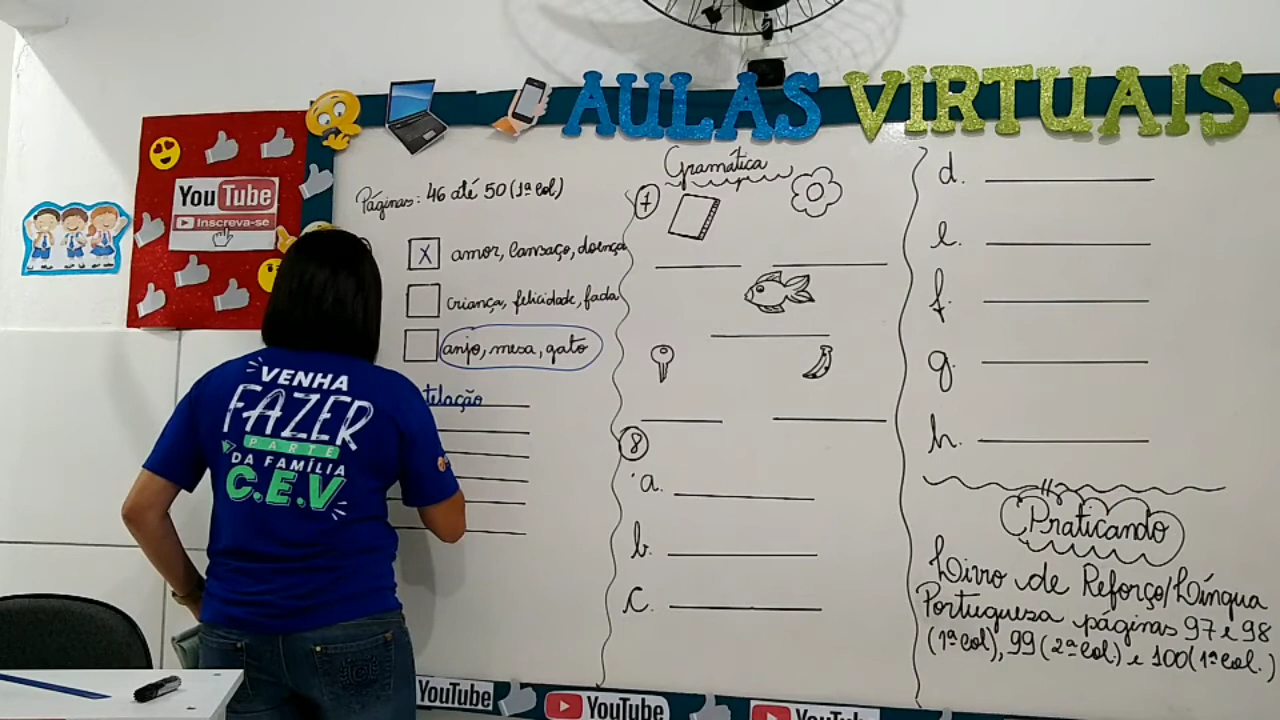 AULAS VIRTUAIS
YouTube
Inscreva-se
Páginas: 46 até 50 (1ª col)
X amor, cansaço, doença
criança, felicidade, fada
anjo, mesa, gato
telação
VENHA
FAZER
PARTE
DA FAMÍLIA
C.E.V
Gramática
7
8
a.
b.
c.
d.
e.
f.
g.
h.
Praticando
Livro de Reforço/Língua
Portuguesa páginas 97 e 98
(1ª col), 99 (2ª col) e 100 (1ª col.)
YouTube
YouTube
YouTube